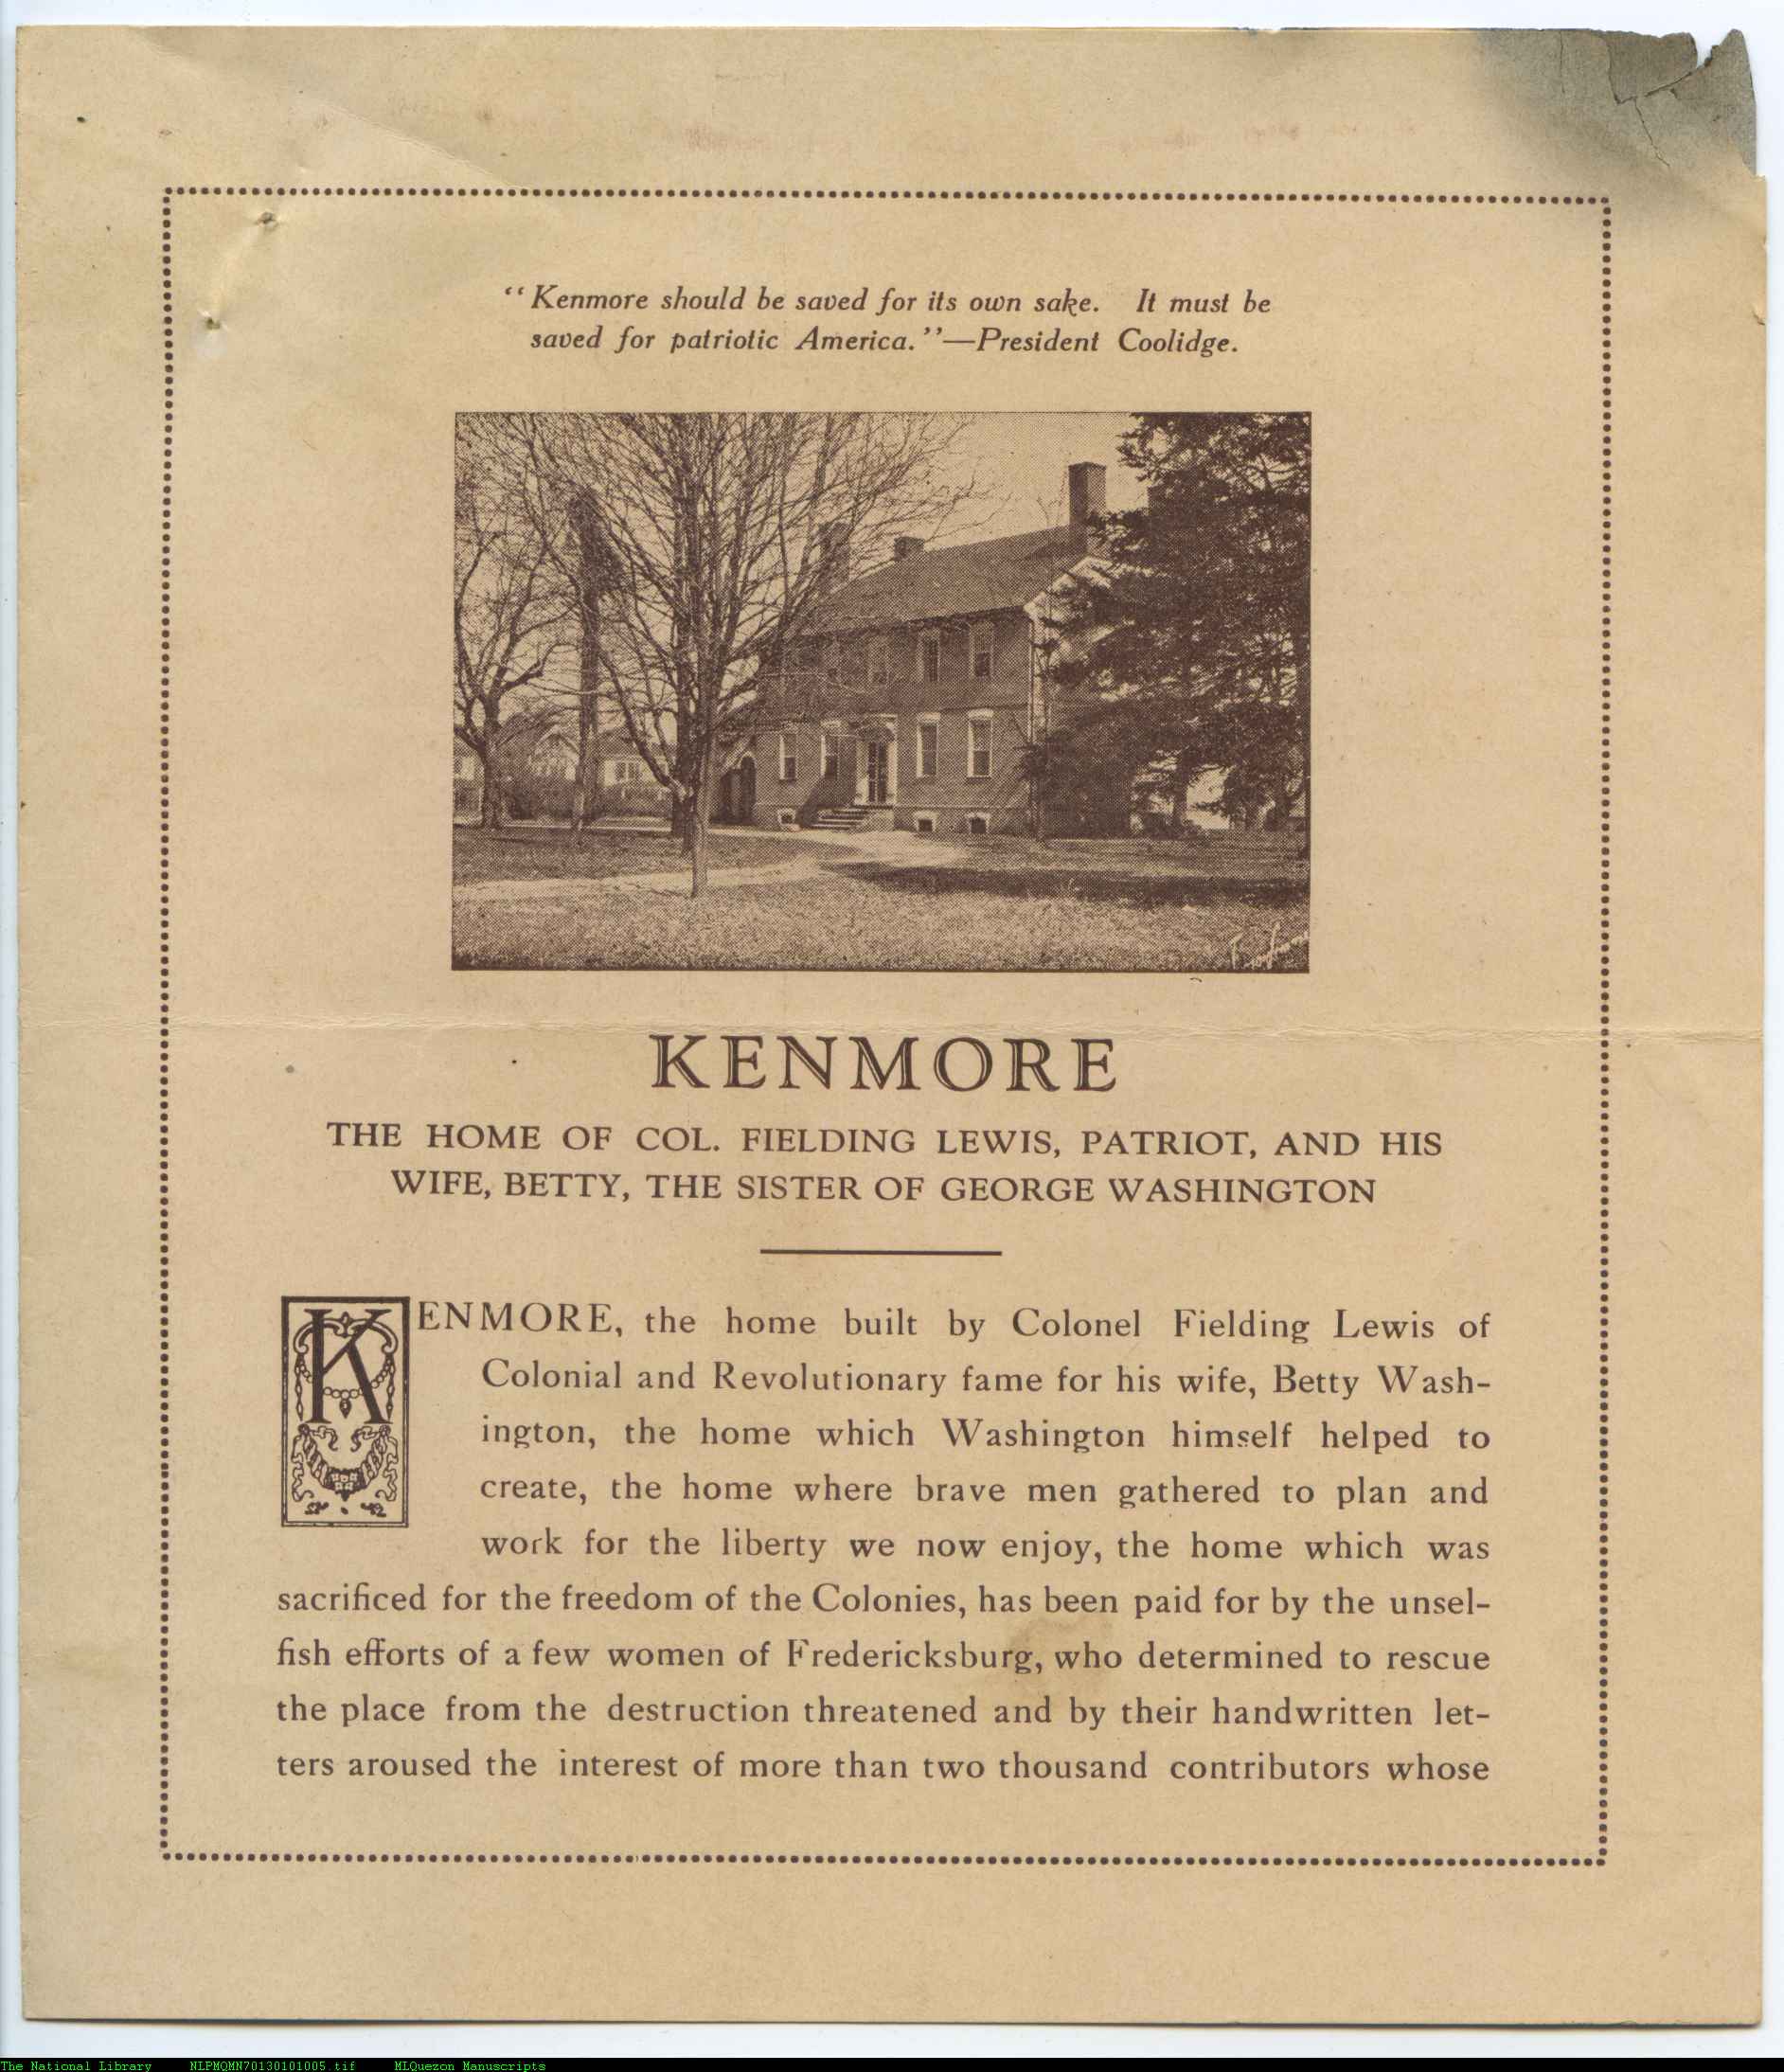 “Kenmore should be saved for its own sake. It must be
saved for patriotic America.”—President Coolidge.
KENMORE
THE HOME OF COL. FIELDING LEWIS, PATRIOT, AND HIS
WIFE, BETTY, THE SISTER OF GEORGE WASHINGTON
KENMORE, the home built by Colonel Fielding Lewis of
Colonial and Revolutionary fame for his wife, Betty Wash-
ington, the home which Washington himself helped to
create, the home where brave men gathered to plan and
work for the liberty we now enjoy, the home which was
sacrificed for the freedom of the Colonies, has been paid for by the unsel-
fish efforts of a few women of Fredericksburg, who determined to rescue
the place from the destruction threatened and by their handwritten let-
ters aroused the interest of more than two thousand contributors whose
The National Library NLPMQMN70130101005.tif MLQuezon Manuscripts